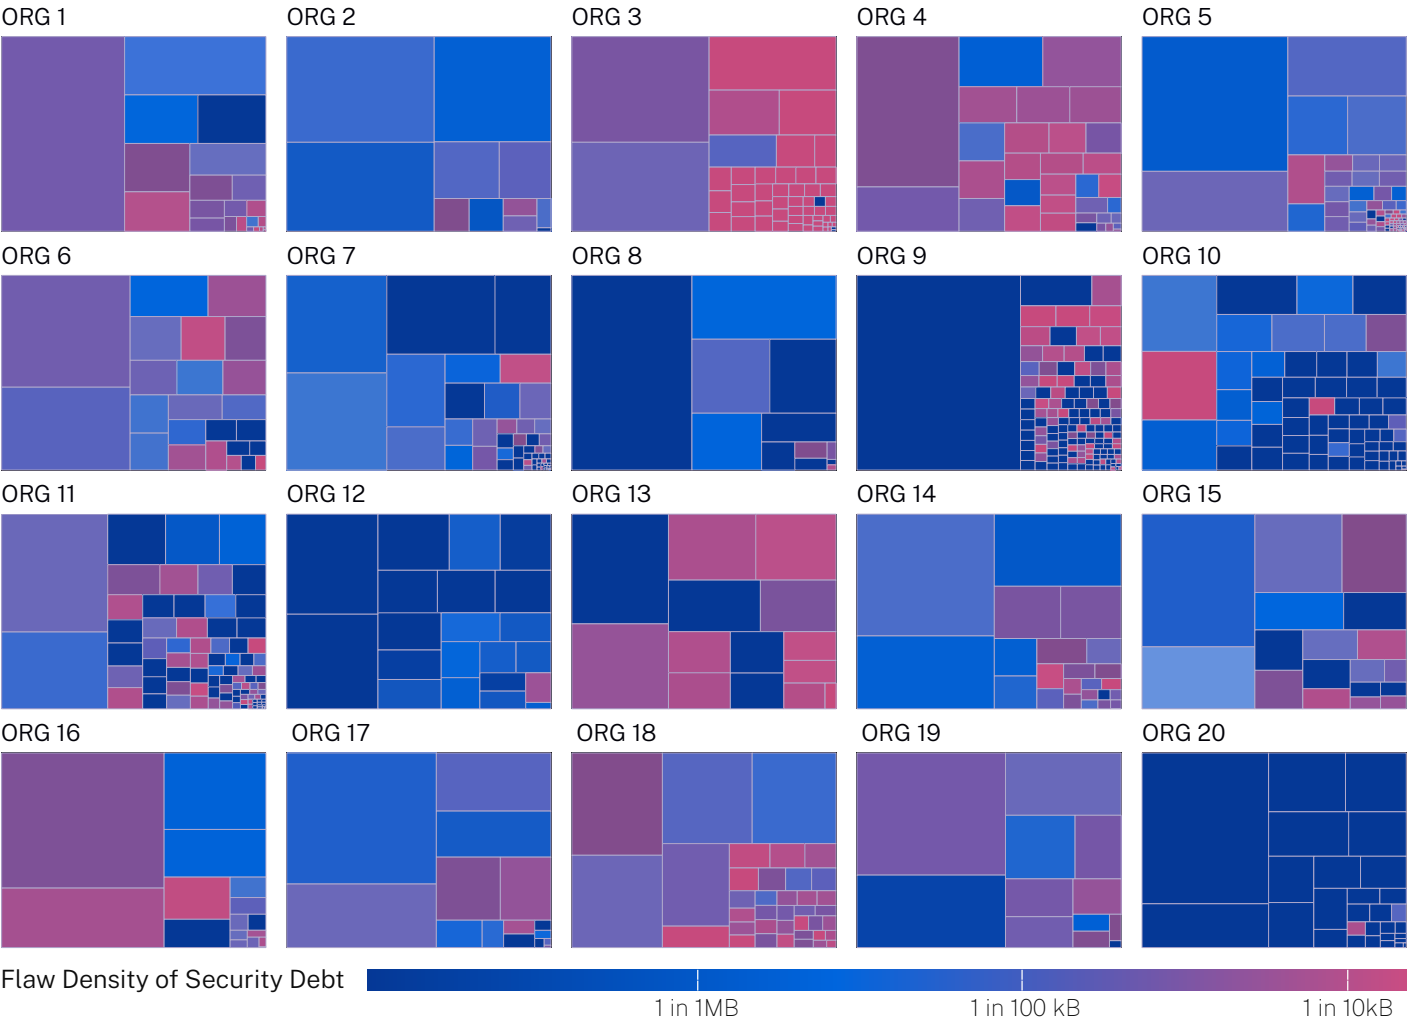 ORG 1 ORG 2 ORG 3 ORG 4 ORG 5
ORG 6 ORG 7 ORG 8 ORG 9 ORG 10
ORG 11 ORG 12 ORG 13 ORG 14 ORG 15
ORG 16 ORG 17 ORG 18 ORG 19 ORG 20
Flaw Density of Security Debt
1 in 1MB 1 in 100 kB 1 in 10kB